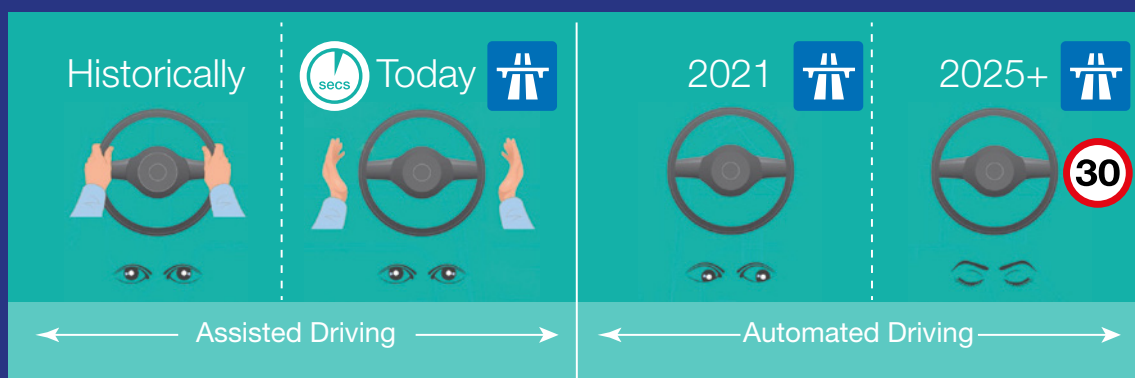 Historically
secs
Today
2021
2025+
30
Assisted Driving
Automated Driving